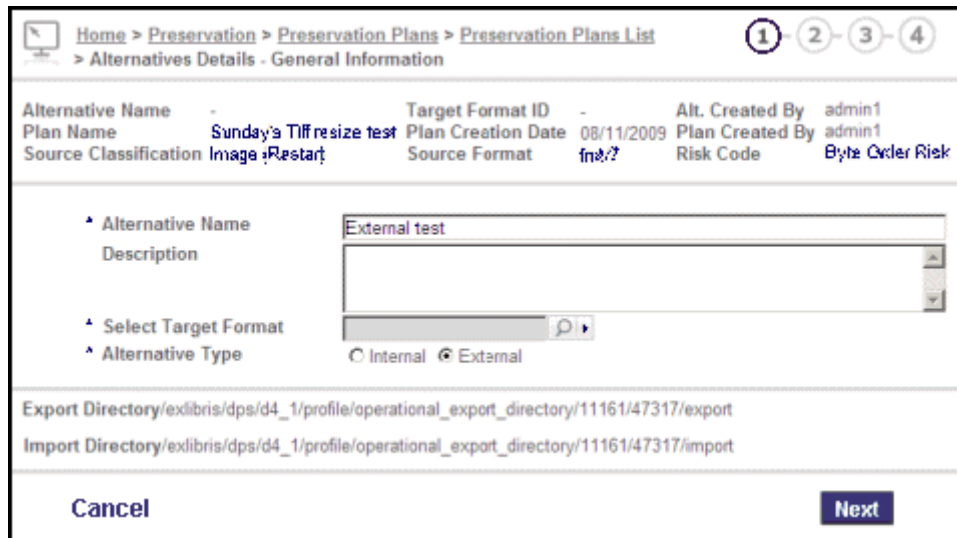 Home > Preservation > Preservation Plans > Preservation Plans List
> Alternatives Details - General Information
1 - 2 - 3 - 4
Alternative Name - Target Format ID - Alt. Created By admin1
Plan Name Sunday's Tiff resize test Plan Creation Date 08/11/2009 Plan Created By admin1
Source Classification Image Restart Source Format Risk Code Byte Order Risk
* Alternative Name External test
Description
* Select Target Format
* Alternative Type Internal External
Export Directory/exlibris/dps/d4_1/profile/operational_export_directory/11161/47317/export
Import Directory/exlibris/dps/d4_1/profile/operational_export_directory/11161/47317/import
Cancel Next